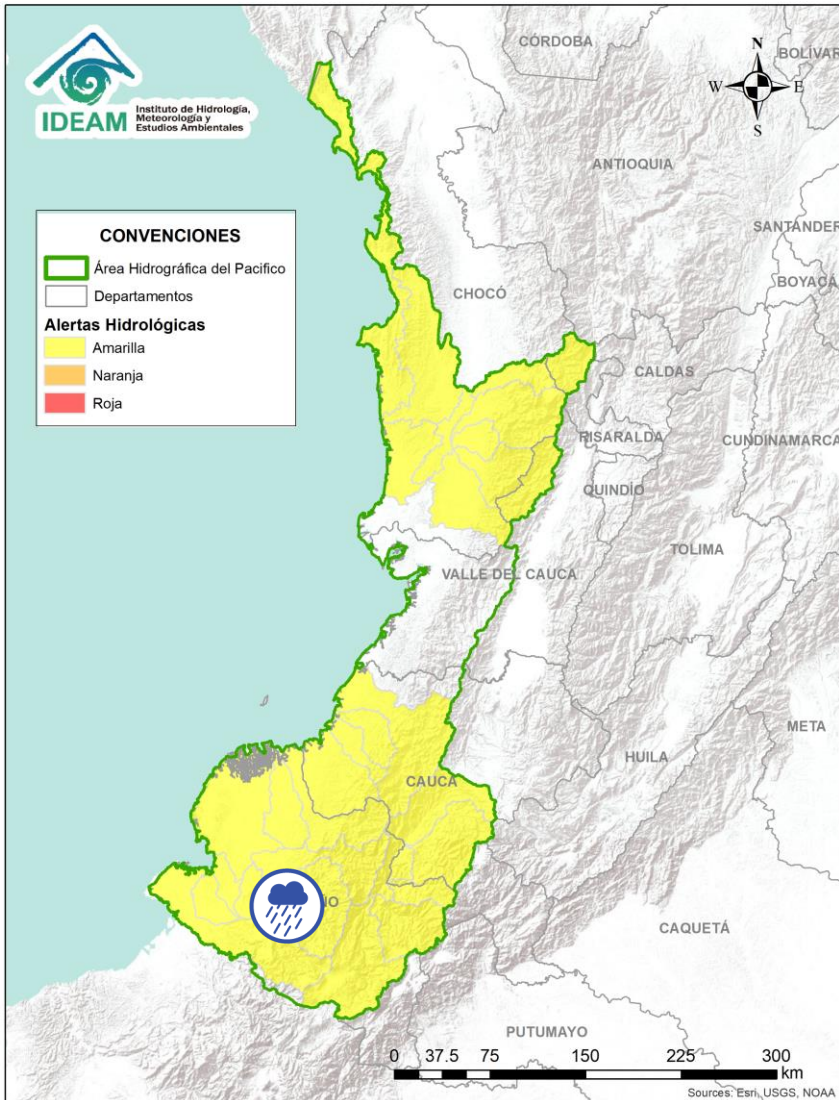 IDEAM
Instituto de Hidrología,
Meteorología y
Estudios Ambientales
CONVENCIONES
Área Hidrográfica del Pacifico
Departamentos
Alertas Hidrológicas
Amarilla
Naranja
Roja
N
W
E
S
CÓRDOBA
BOLÍVAR
ANTIOQUIA
SANTANDER
BOYACÁ
CHOCÓ
CALDAS
RISARALDA
CUNDINAMARCA
QUINDÍO
TOLIMA
VALLE DEL CAUCA
META
HUILA
CAUCA
ÑO
CAQUETÁ
PUTUMAYO
0 37.5 75 150 225 300
km
Sources: Esri, USGS, NOAA